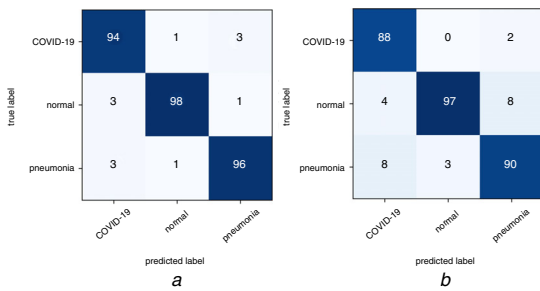 COVID-19
normal
pneumonia
true label
94 1 3
3 98 1
3 1 96
COVID-19 normal pneumonia
predicted label
a
COVID-19
normal
pneumonia
true label
88 0 2
4 97 8
8 3 90
COVID-19 normal pneumonia
predicted label
b